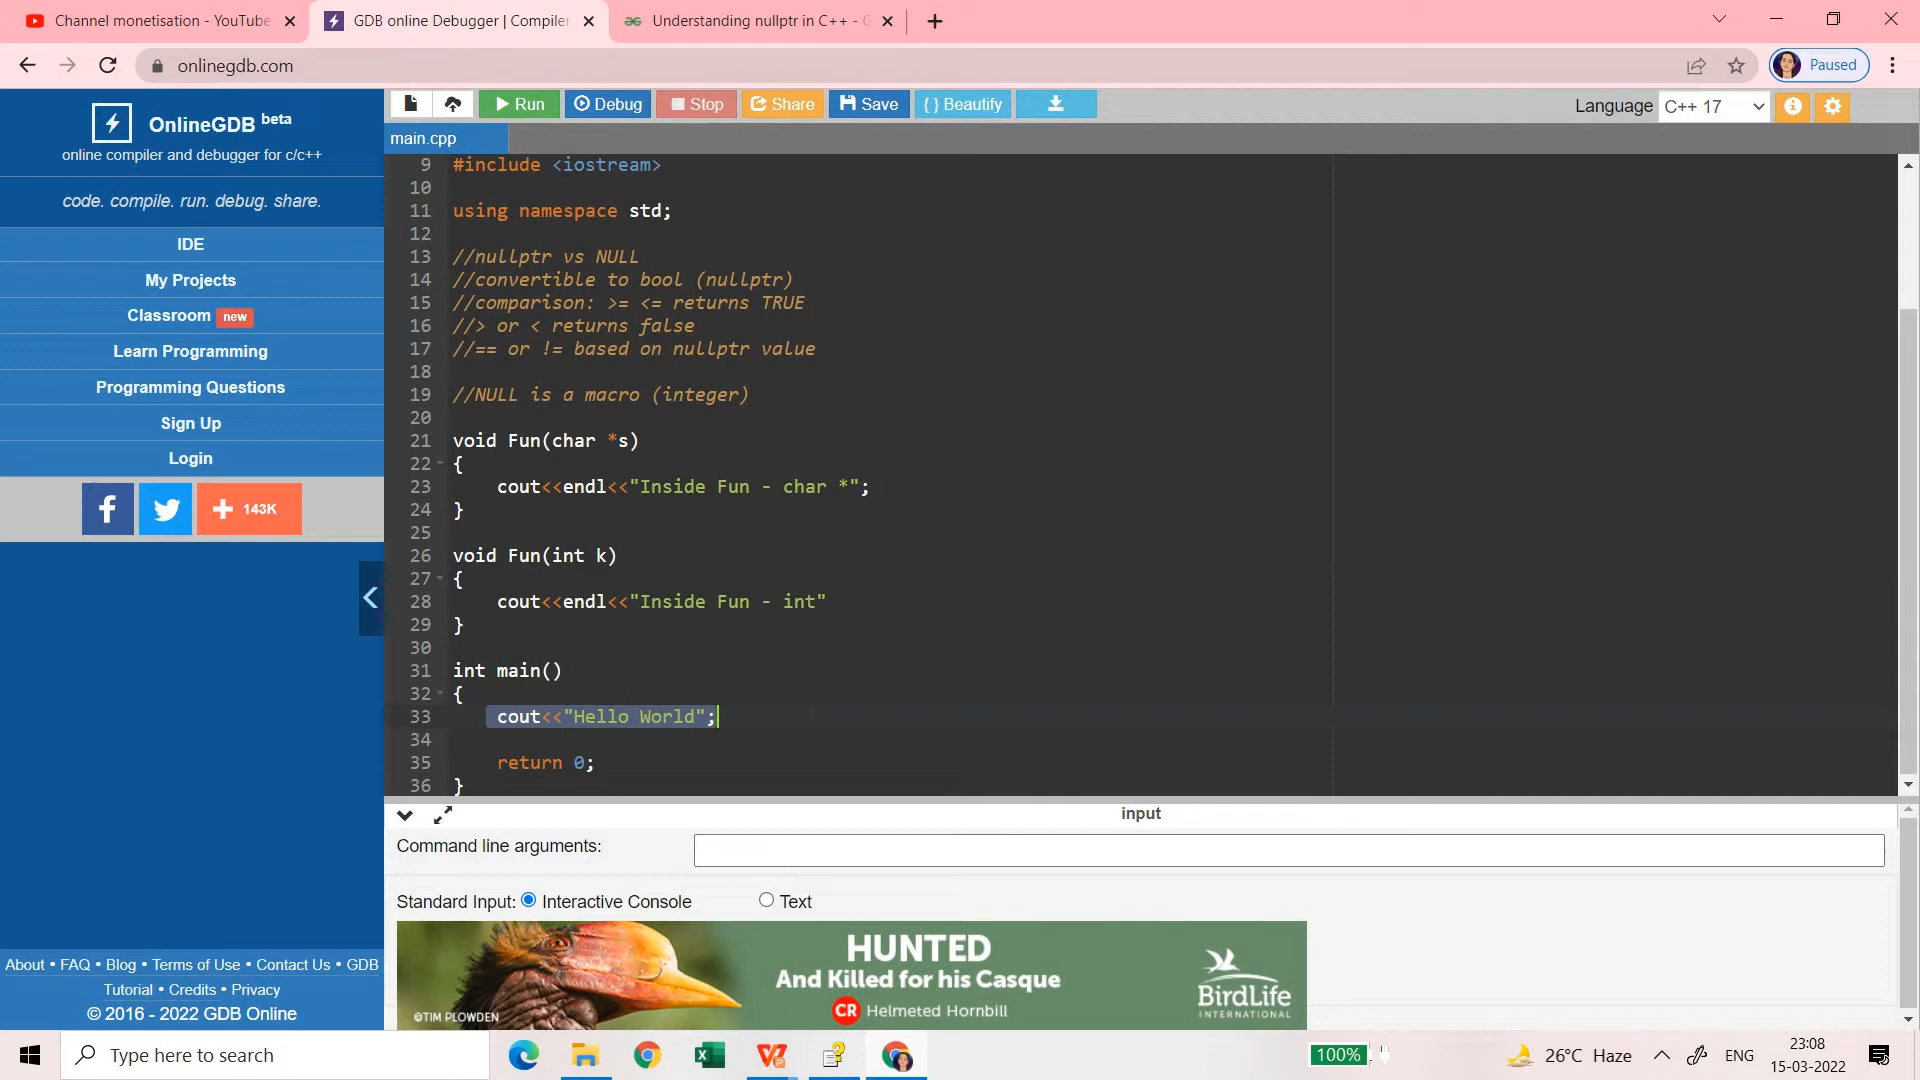 Channel monetisation - YouTube
GDB online Debugger | Compiler
Understanding nullptr in C++ - G
onlinegdb.com
Paused
OnlineGDB beta
online compiler and debugger for c/c++
code. compile. run. debug. share.
IDE
My Projects
Classroom new
Learn Programming
Programming Questions
Sign Up
Login
143K
About • FAQ • Blog • Terms of Use • Contact Us • GDB
Tutorial • Credits • Privacy
© 2016 - 2022 GDB Online
Run Debug Stop Share Save { } Beautify
Language C++ 17
main.cpp
9 #include <iostream>
10
11 using namespace std;
12
13 //nullptr vs NULL
14 //convertible to bool (nullptr)
15 //comparison: >= <= returns TRUE
16 //> or < returns false
17 //== or != based on nullptr value
18
19 //NULL is a macro (integer)
20
21 void Fun(char *s)
22 {
23 cout<<endl<<"Inside Fun - char *";
24 }
25
26 void Fun(int k)
27 {
28 cout<<endl<<"Inside Fun - int"
29 }
30
31 int main()
32 {
33 cout<<"Hello World";
34
35 return 0;
36 }
input
Command line arguments:
Standard Input: Interactive Console Text
HUNTED
And Killed for his Casque
CR Helmeted Hornbill
©TIM PLOWDEN
BirdLife
INTERNATIONAL
Type here to search
100%
26°C Haze
ENG
23:08
15-03-2022